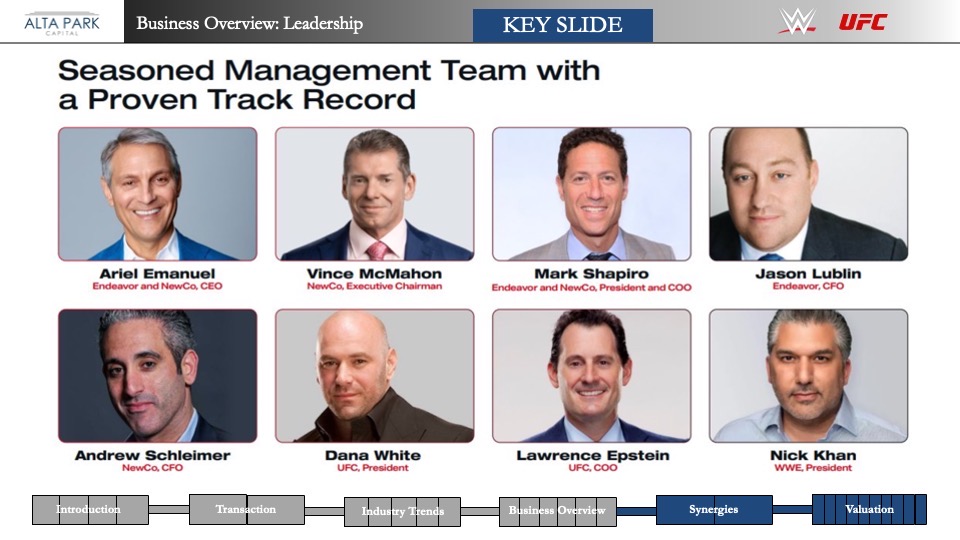 ALTA PARK
CAPITAL
Business Overview: Leadership
KEY SLIDE
W
UFC
Seasoned Management Team with
a Proven Track Record
Ariel Emanuel
Endeavor and NewCo, CEO
Vince McMahon
NewCo, Executive Chairman
Mark Shapiro
Endeavor and NewCo, President and COO
Jason Lublin
Endeavor, CFO
Andrew Schleimer
NewCo, CFO
Dana White
UFC, President
Lawrence Epstein
UFC, COO
Nick Khan
WWE, President
Introduction
Transaction
Industry Trends
Business Overview
Synergies
Valuation